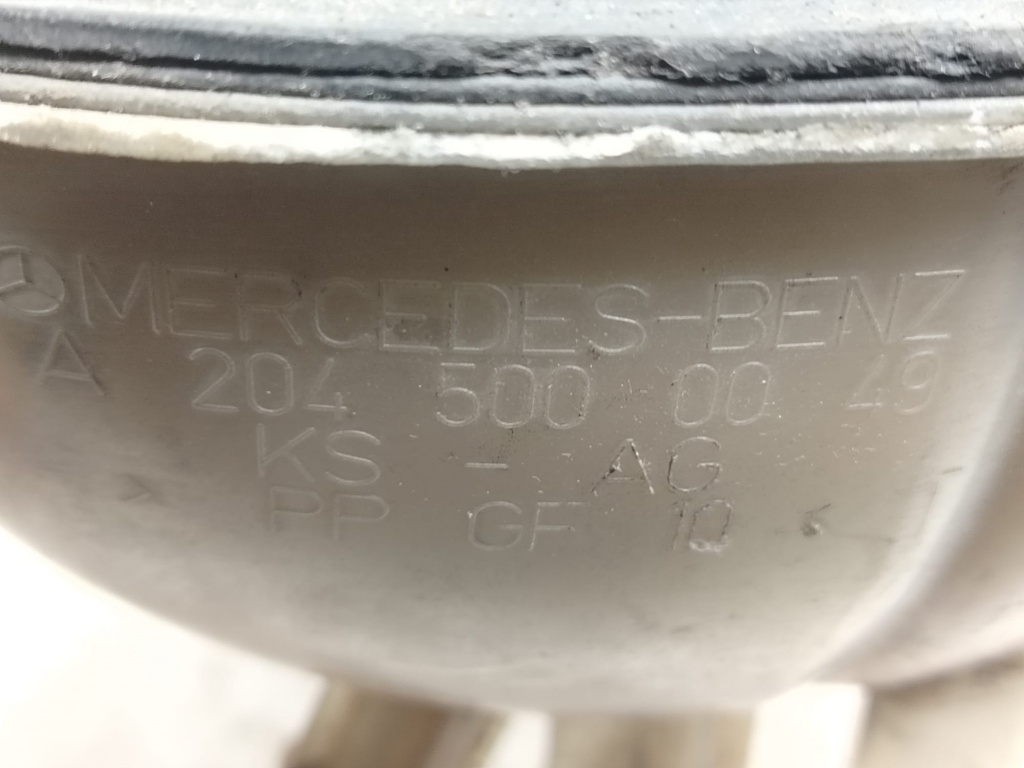 MERCEDES-BENZ
A 204 500 00 49
KS - AG
> PP GF 10 <